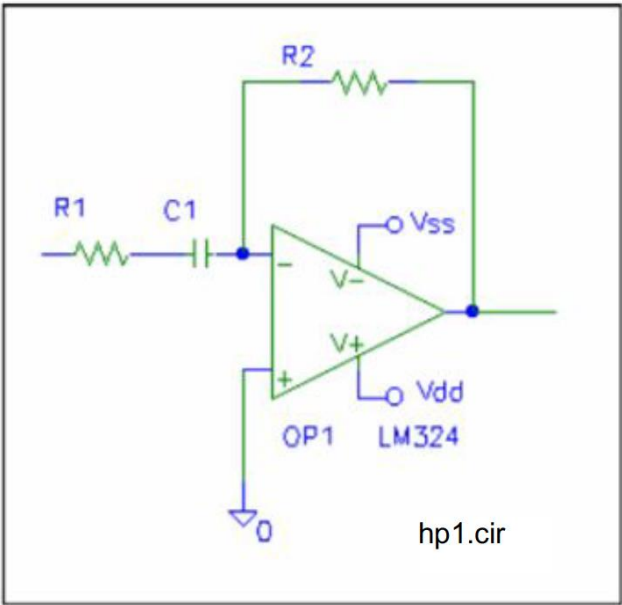 R2
R1
C1
Vss
-
V-
V+
+
Vdd
OP1 LM324
0
hp1.cir